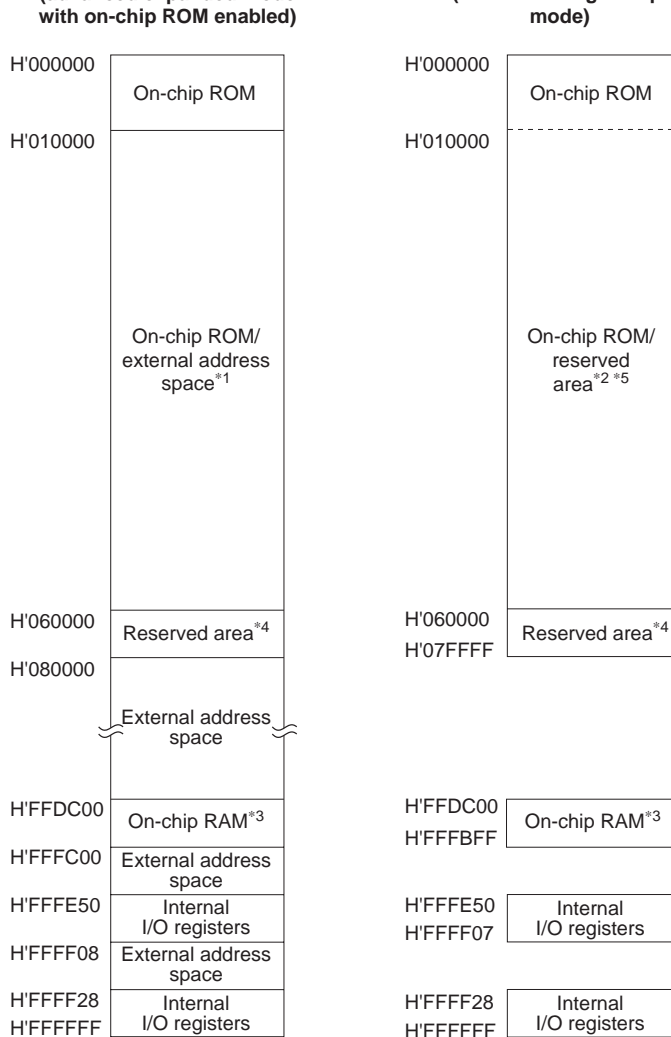 with on-chip ROM enabled)
H'000000
On-chip ROM
H'010000
On-chip ROM/
external address
space*1
H'060000
Reserved area*4
H'080000
External address
space
H'FFDC00
On-chip RAM*3
H'FFFC00
External address
space
H'FFFE50
Internal
I/O registers
H'FFFF08
External address
space
H'FFFF28
Internal
I/O registers
H'FFFFFF
mode)
H'000000
On-chip ROM
H'010000
On-chip ROM/
reserved
area*2 *5
H'060000
Reserved area*4
H'07FFFF
H'FFDC00
On-chip RAM*3
H'FFFBFF
H'FFFE50
Internal
I/O registers
H'FFFF07
H'FFFF28
Internal
I/O registers
H'FFFFFF